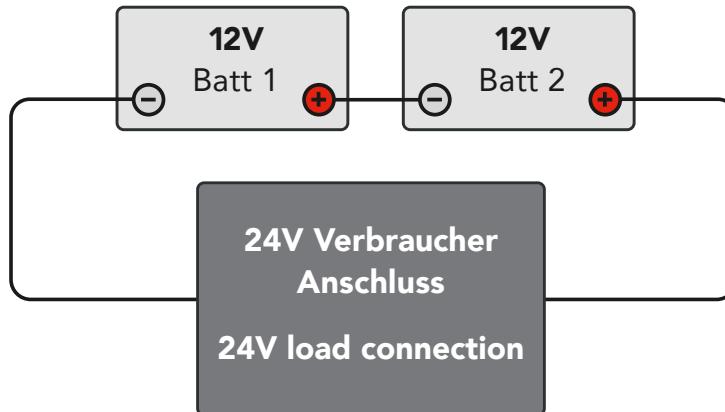 12V
Batt 1
12V
Batt 2
24V Verbraucher
Anschluss
24V load connection